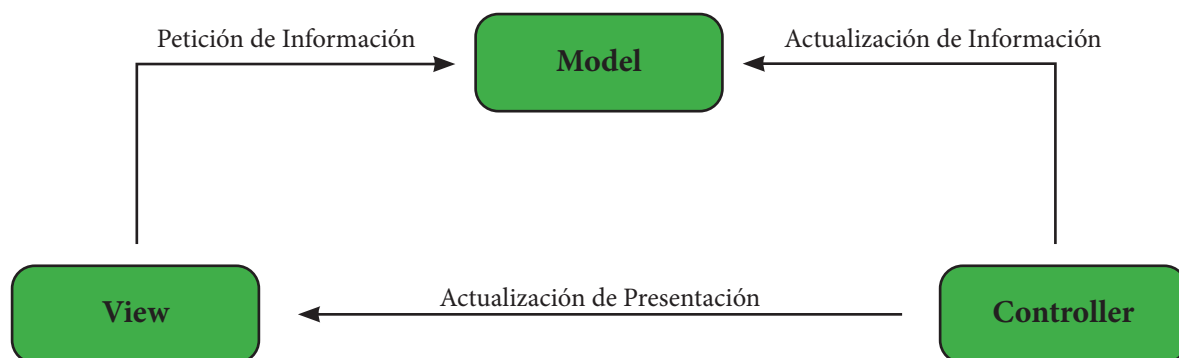 Petición de Información
Model
Actualización de Información
View
Actualización de Presentación
Controller